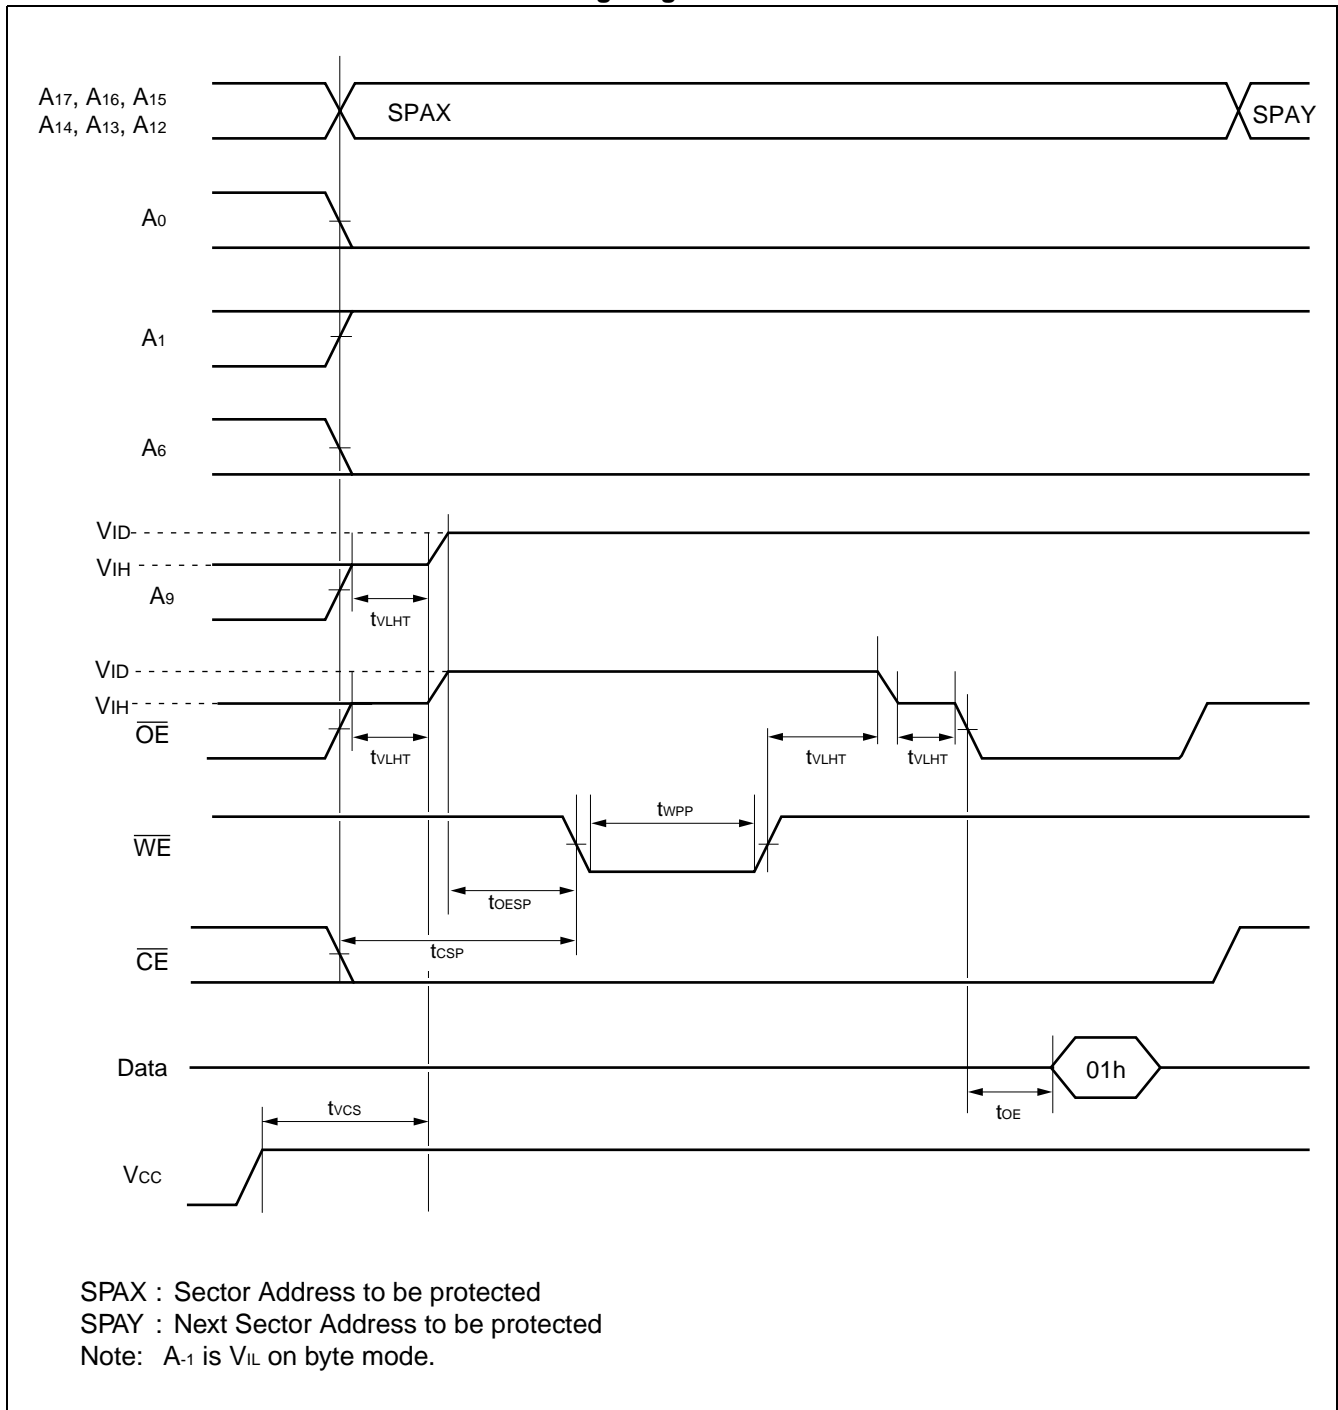 A17, A16, A15
A14, A13, A12
SPAX
SPAY
A0
A1
A6
VID
VIH
A9
tVLHT
VID
VIH
OE
tVLHT
tVLHT
tVLHT
tWPP
WE
tOESP
tCSP
CE
Data
01h
tOE
tVCS
VCC
SPAX : Sector Address to be protected
SPAY : Next Sector Address to be protected
Note: A-1 is VIL on byte mode.